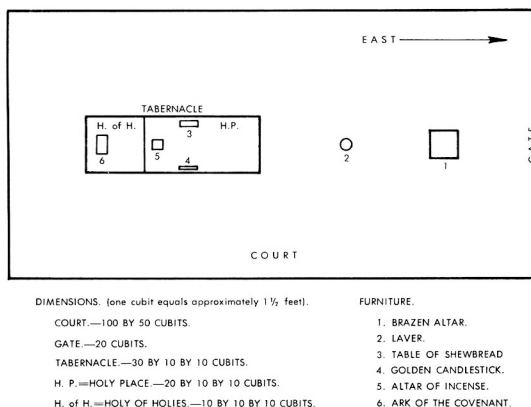 EAST
TABERNACLE
H. of H.
H.P.
3
6
5
4
2
1
COURT
DIMENSIONS. (one cubit equals approximately 1½ feet).
COURT.—100 BY 50 CUBITS.
GATE.—20 CUBITS.
TABERNACLE.—30 BY 10 BY 10 CUBITS.
H. P.=HOLY PLACE.—20 BY 10 BY 10 CUBITS.
H. of H.=HOLY OF HOLIES.—10 BY 10 BY 10 CUBITS.
FURNITURE.
1. BRAZEN ALTAR.
2. LAVER.
3. TABLE OF SHEWBREAD
4. GOLDEN CANDLESTICK.
5. ALTAR OF INCENSE.
6. ARK OF THE COVENANT.